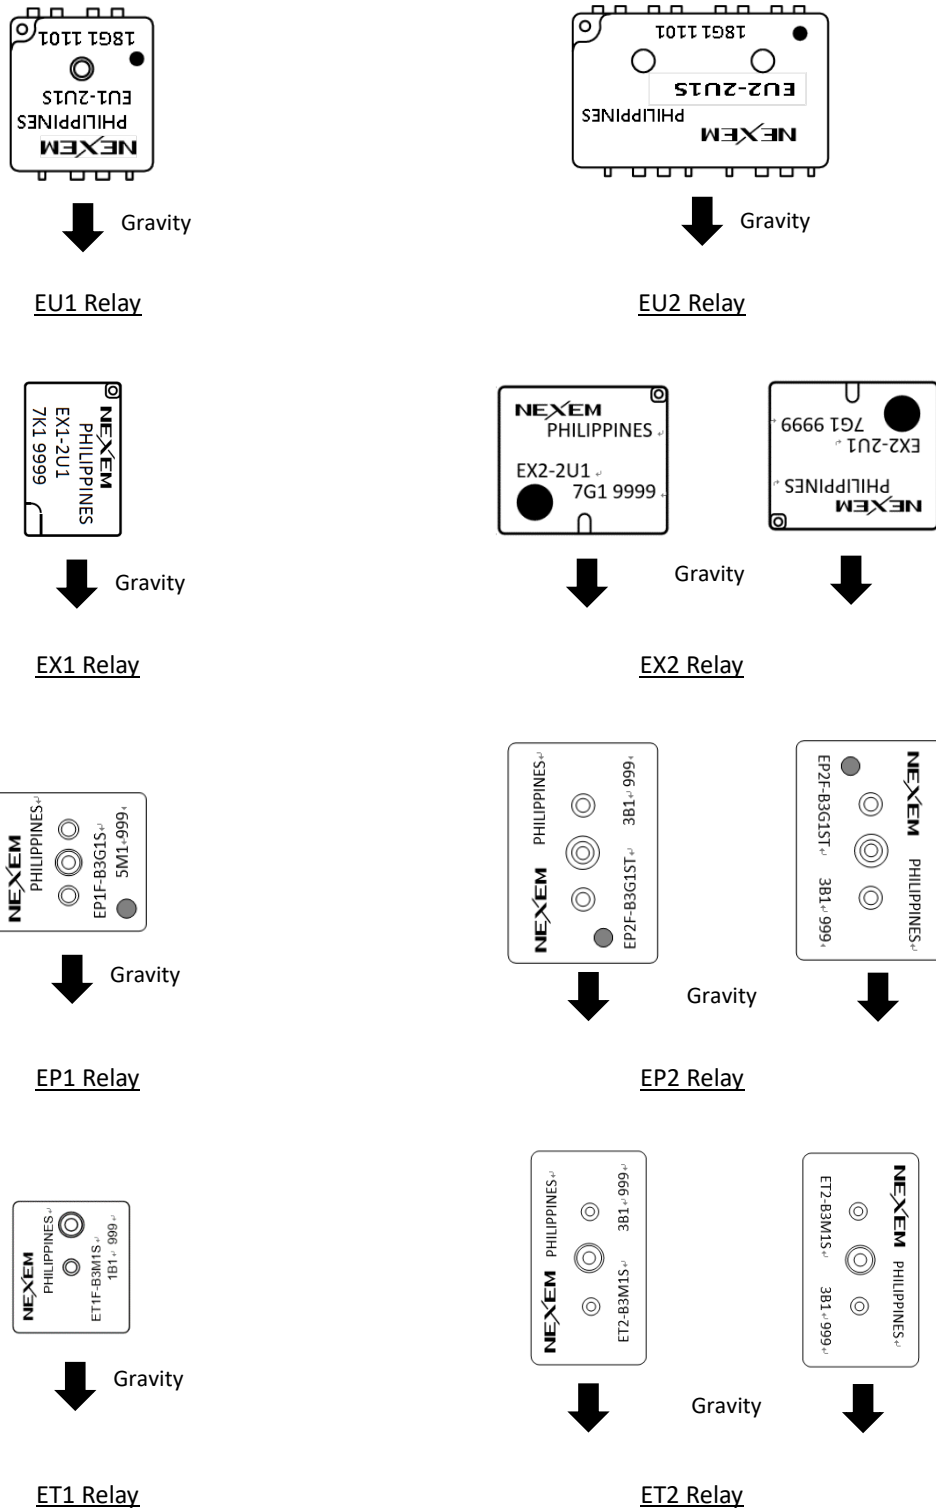 18G1 1101
EU1-2U1S
PHILIPPINES
NEXEM
Gravity
EU1 Relay
18G1 1101
EU2-2U1S
PHILIPPINES
NEXEM
Gravity
EU2 Relay
NEXEM
PHILIPPINES
EX1-2U1
7K1 9999
Gravity
EX1 Relay
NEXEM
PHILIPPINES
EX2-2U1
7G1 9999
NEXEM
PHILIPPINES
EX2-2U1
7G1 9999
Gravity
EX2 Relay
NEXEM
PHILIPPINES
EP1F-B3G1S
5M1 999
Gravity
EP1 Relay
NEXEM PHILIPPINES
EP2F-B3G1ST 3B1 999
NEXEM PHILIPPINES
EP2F-B3G1ST 3B1 999
Gravity
EP2 Relay
NEXEM
PHILIPPINES
ET1F-B3M1S
1B1 999
Gravity
ET1 Relay
NEXEM PHILIPPINES
ET2-B3M1S 3B1 999
NEXEM PHILIPPINES
ET2-B3M1S 3B1 999
Gravity
ET2 Relay